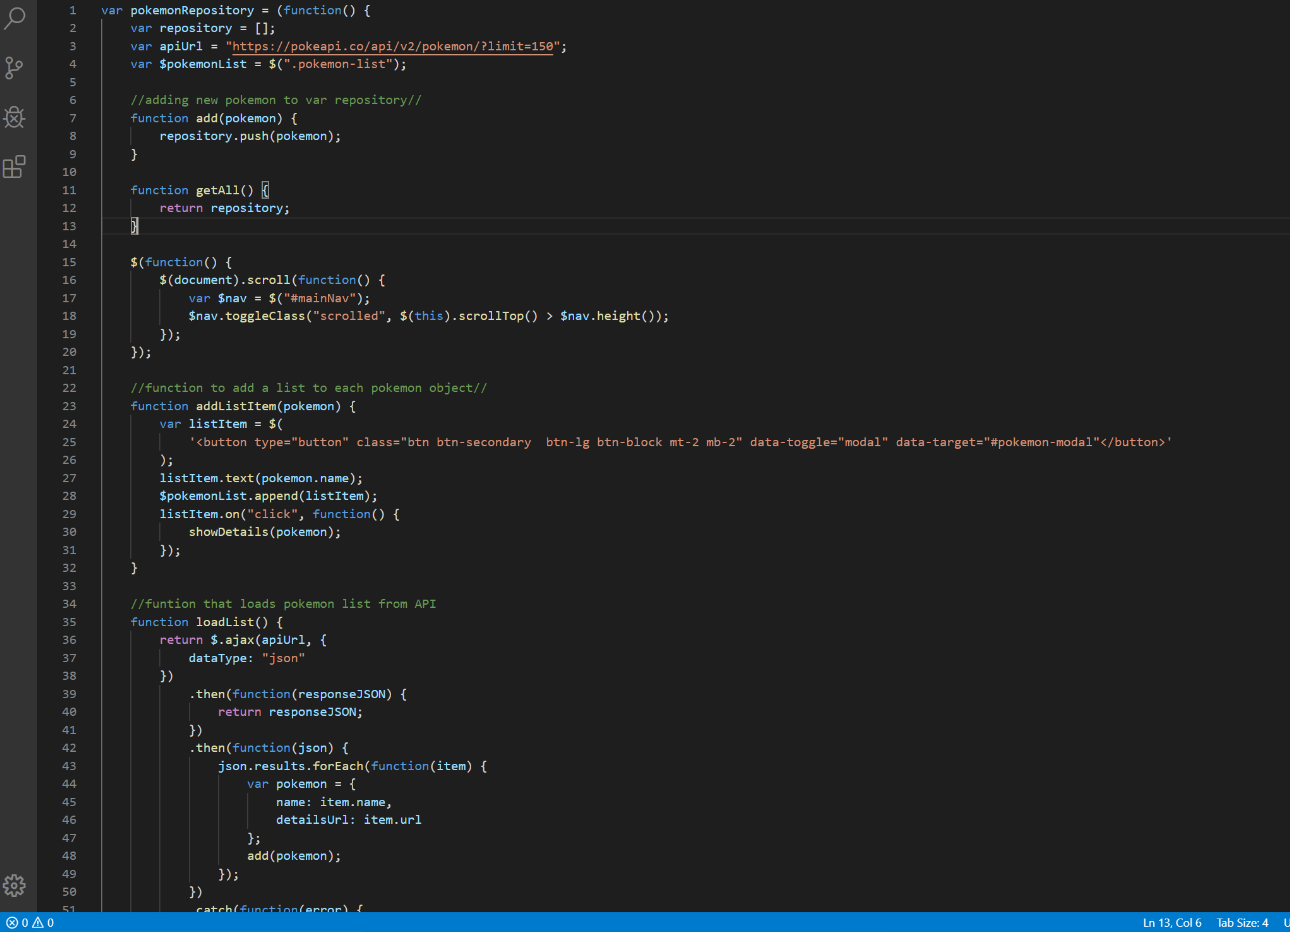 1 var pokemonRepository = (function() {
2     var repository = [];
3     var apiUrl = "https://pokeapi.co/api/v2/pokemon/?limit=150";
4     var $pokemonList = $(".pokemon-list");
5
6     //adding new pokemon to var repository//
7     function add(pokemon) {
8         repository.push(pokemon);
9     }
10
11     function getAll() {
12         return repository;
13     }
14
15     $(function() {
16         $(document).scroll(function() {
17             var $nav = $("#mainNav");
18             $nav.toggleClass("scrolled", $(this).scrollTop() > $nav.height());
19         });
20     });
21
22     //function to add a list to each pokemon object//
23     function addListItem(pokemon) {
24         var listItem = $(
25             '<button type="button" class="btn btn-secondary  btn-lg btn-block mt-2 mb-2" data-toggle="modal" data-target="#pokemon-modal"</button>'
26         );
27         listItem.text(pokemon.name);
28         $pokemonList.append(listItem);
29         listItem.on("click", function() {
30             showDetails(pokemon);
31         });
32     }
33
34     //funtion that loads pokemon list from API
35     function loadList() {
36         return $.ajax(apiUrl, {
37             dataType: "json"
38         })
39             .then(function(responseJSON) {
40                 return responseJSON;
41             })
42             .then(function(json) {
43                 json.results.forEach(function(item) {
44                     var pokemon = {
45                         name: item.name,
46                         detailsUrl: item.url
47                     };
48                     add(pokemon);
49                 });
50             })
51             .catch(function(error) {
0 0 Ln 13, Col 6 Tab Size: 4 U